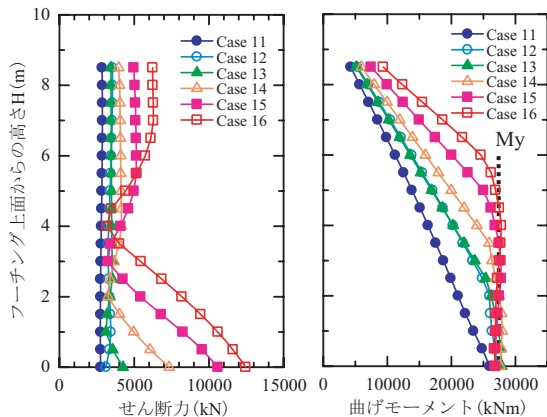 フーチング上面からの高さH(m)
10
8
6
4
2
0
Case 11
Case 12
Case 13
Case 14
Case 15
Case 16
0 5000 10000 15000
せん断力(kN)
Case 11
Case 12
Case 13
Case 14
Case 15
Case 16
My
10000 20000 30000
曲げモーメント(kNm)